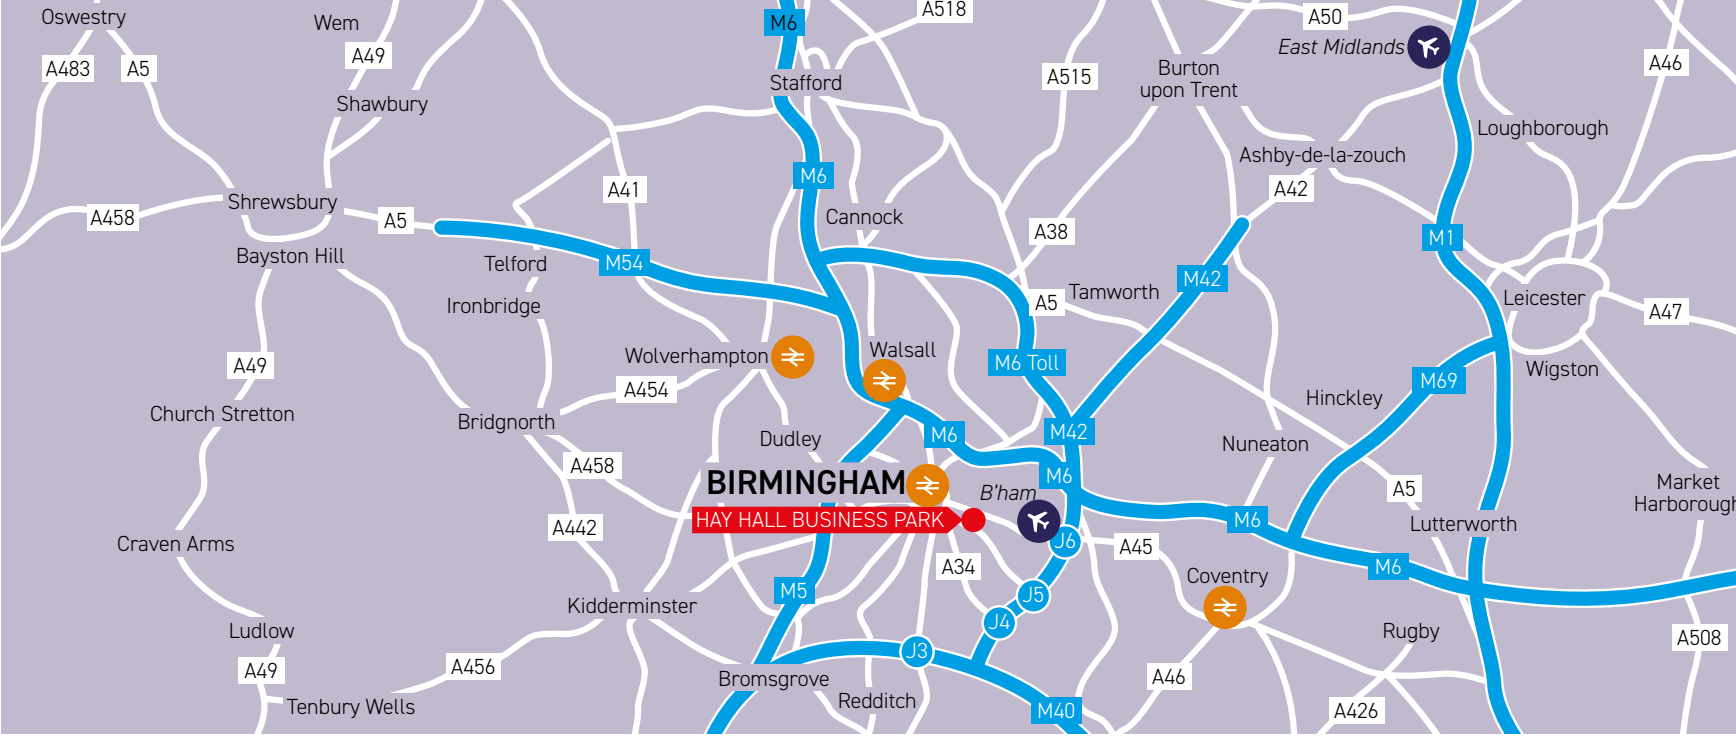 A518
Oswestry
Wem
M6
A50
A49
East Midlands
A483
A5
Stafford
A515
Burton
upon Trent
A46
Shawbury
Loughborough
Ashby-de-la-zouch
M6
A41
A42
Shrewsbury
A458
A5
Cannock
A38
M1
Bayston Hill
Telford
M54
M42
Ironbridge
A5
Tamworth
Leicester
A47
Wolverhampton
Walsall
M6 Toll
A49
A454
M69
Wigston
Hinckley
Church Stretton
Bridgnorth
Dudley
M6
M42
Nuneaton
A458
BIRMINGHAM
M6
B'ham
A5
Market
Harborough
HAY HALL BUSINESS PARK
M6
Lutterworth
A442
Craven Arms
J6
A45
A34
M6
Coventry
M5
J5
Kidderminster
J4
Ludlow
Rugby
A508
J3
A49
A456
Bromsgrove
A46
Redditch
Tenbury Wells
M40
A426